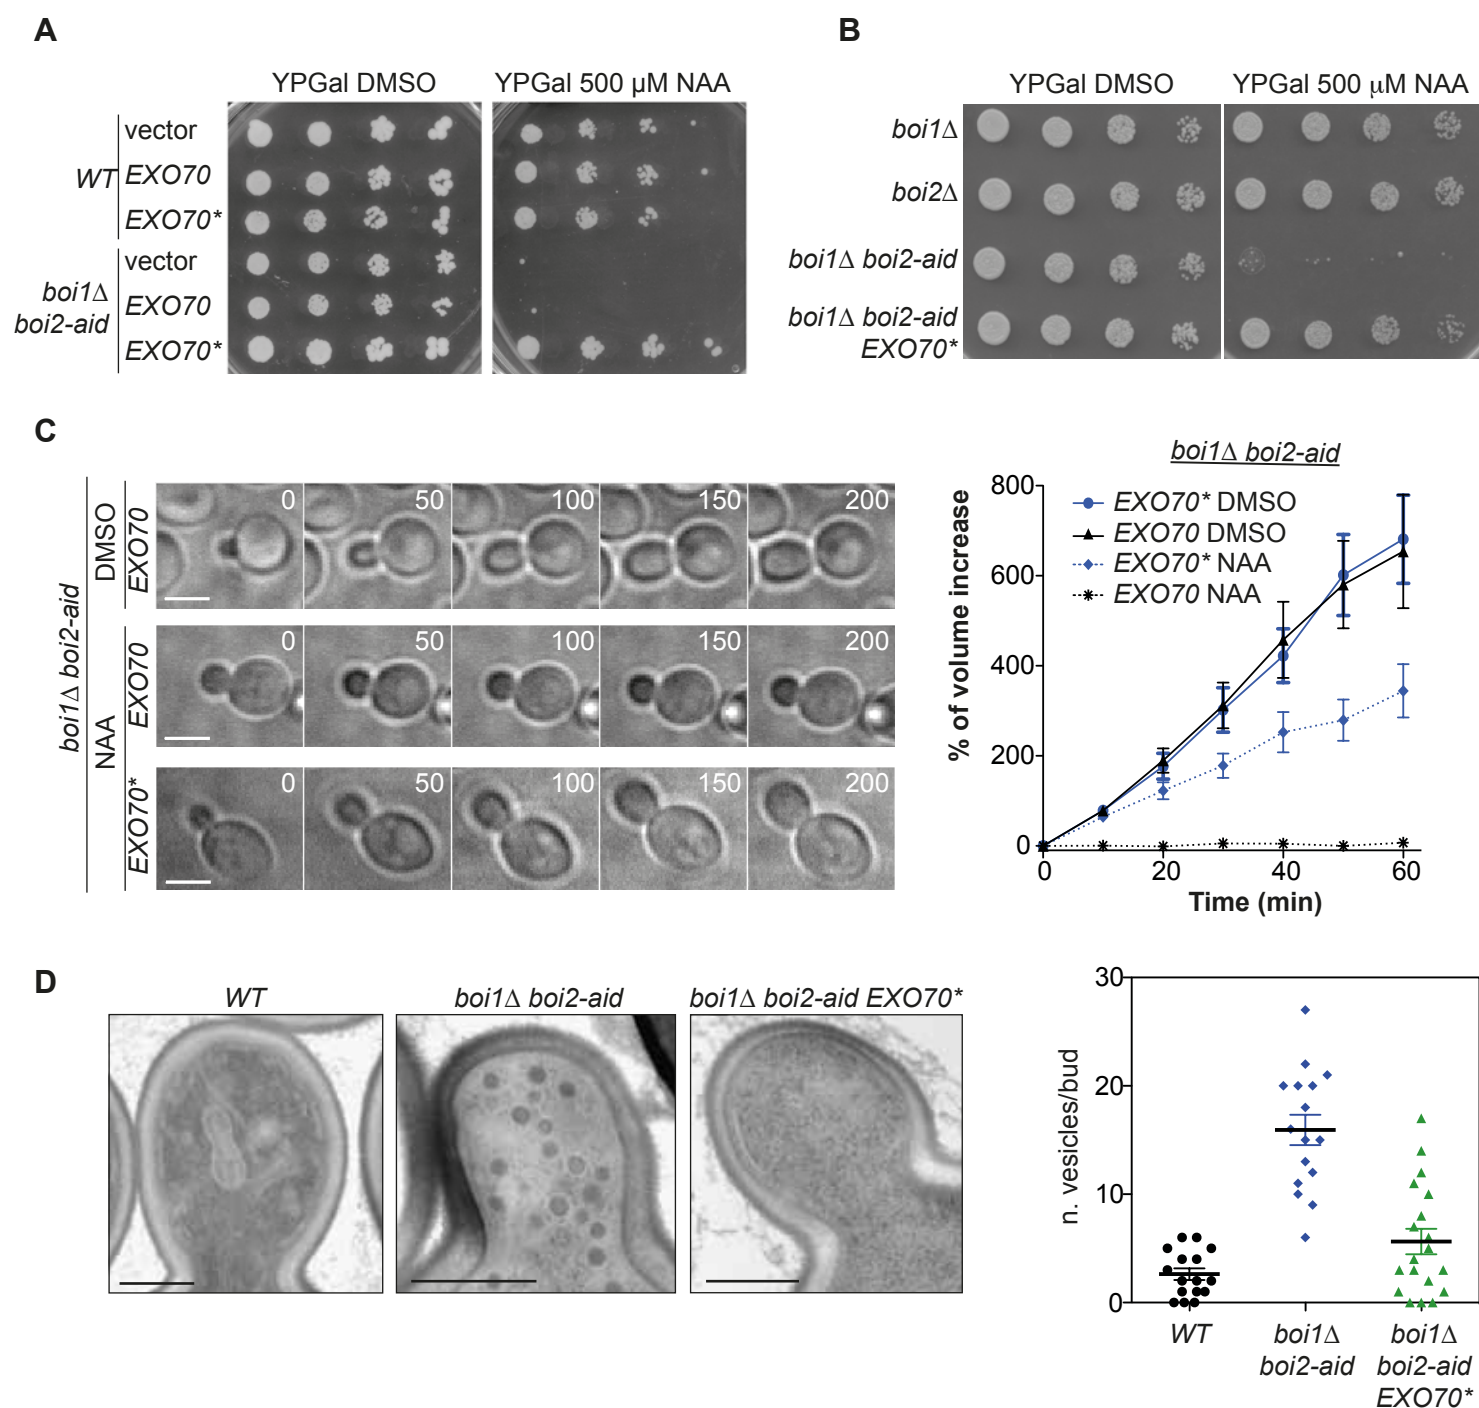 A
YPGal DMSO
YPGal 500 µM NAA
WT
vector
EXO70
EXO70*
boi1Δ
boi2-aid
vector
EXO70
EXO70*
B
YPGal DMSO
YPGal 500 µM NAA
boi1Δ
boi2Δ
boi1Δ boi2-aid
boi1Δ boi2-aid
EXO70*
C
boi1Δ boi2-aid
DMSO
EXO70
0 50 100 150 200
NAA
EXO70
0 50 100 150 200
EXO70*
0 50 100 150 200
boi1Δ boi2-aid
% of volume increase
800
600
400
200
0
EXO70* DMSO
EXO70 DMSO
EXO70* NAA
EXO70 NAA
0 20 40 60
Time (min)
D
WT
boi1Δ boi2-aid
boi1Δ boi2-aid EXO70*
n. vesicles/bud
30
20
10
0
WT
boi1Δ
boi2-aid
boi1Δ
boi2-aid
EXO70*